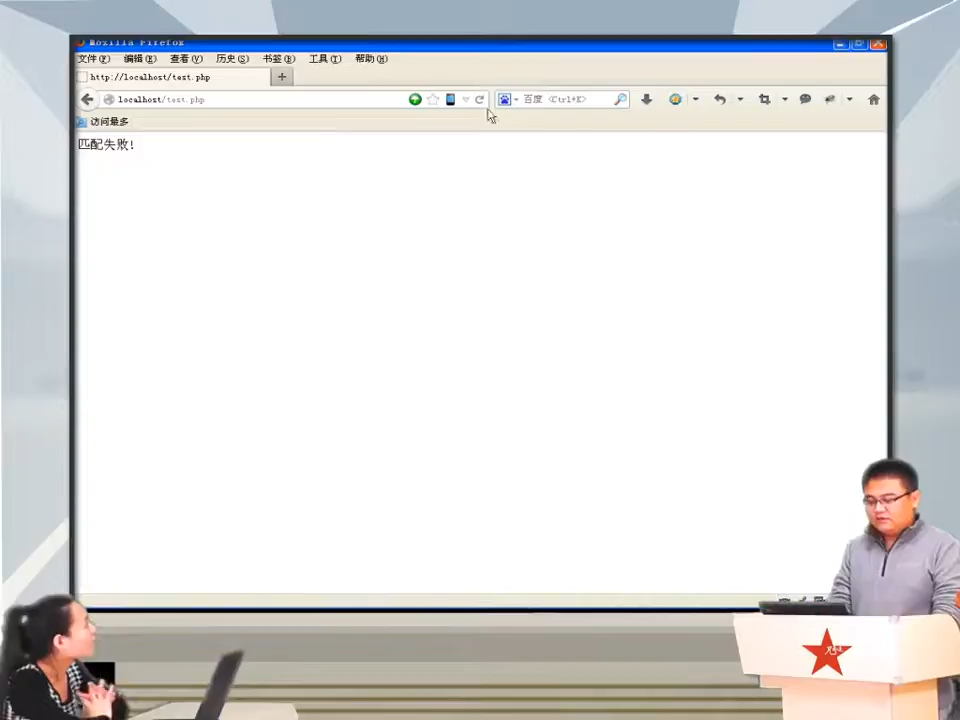 Mozilla Firefox
文件(F) 编辑(E) 查看(V) 历史(S) 书签(B) 工具(T) 帮助(H)
http://localhost/test.php
localhost/test.php
百度 <Ctrl+K>
访问最多
匹配失败!